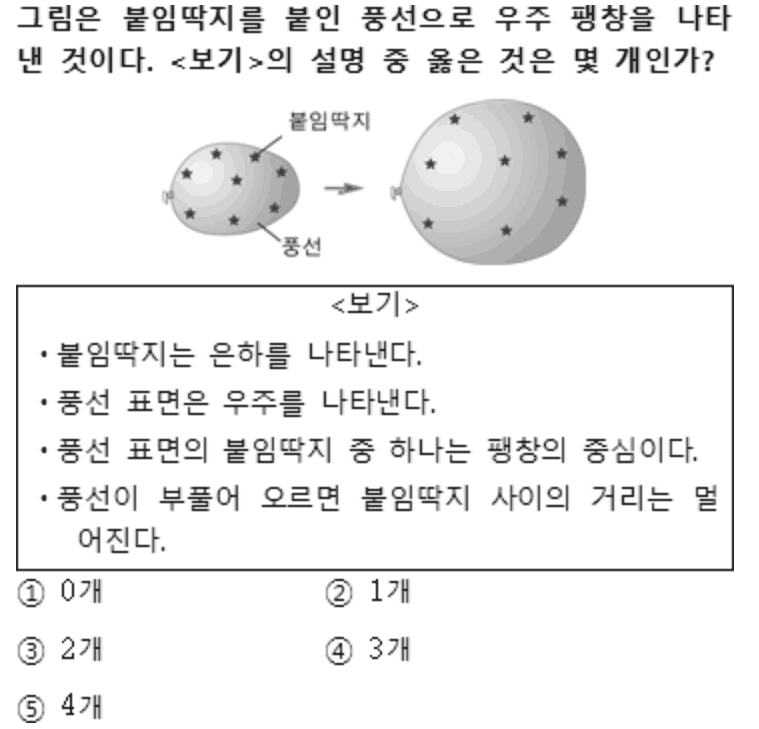 그림은 붙임딱지를 붙인 풍선으로 우주 팽창을 나타
낸 것이다. <보기>의 설명 중 옳은 것은 몇 개인가?
붙임딱지
풍선
<보기>
・붙임딱지는 은하를 나타낸다.
・풍선 표면은 우주를 나타낸다.
・풍선 표면의 붙임딱지 중 하나는 팽창의 중심이다.
・풍선이 부풀어 오르면 붙임딱지 사이의 거리는 멀
어진다.
① 0개 ② 1개
③ 2개 ④ 3개
⑤ 4개